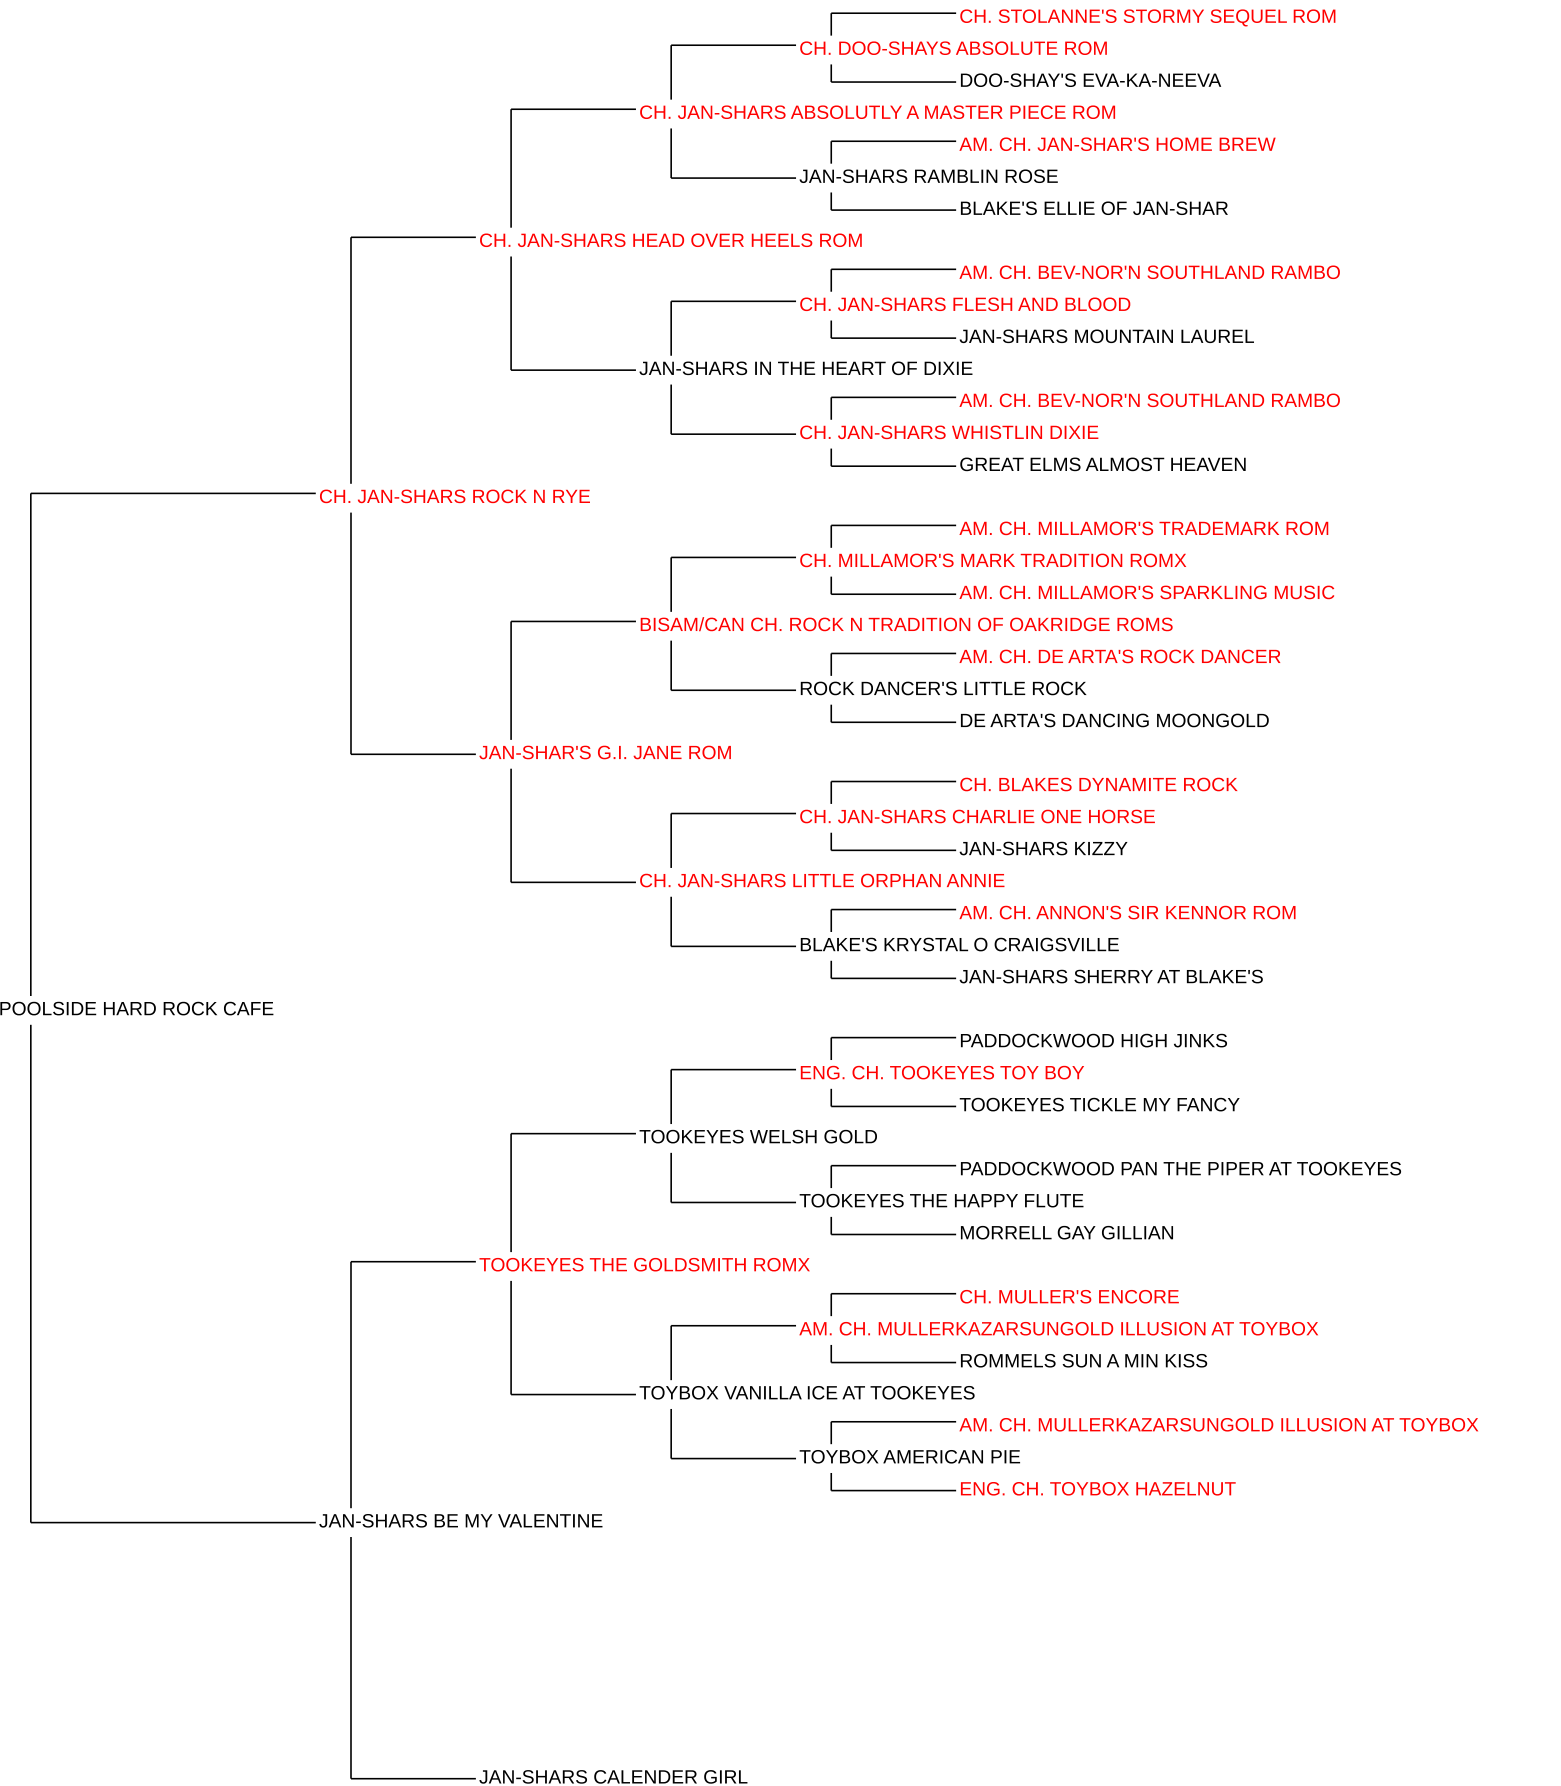 CH. STOLANNE'S STORMY SEQUEL ROM
CH. DOO-SHAYS ABSOLUTE ROM
DOO-SHAY'S EVA-KA-NEEVA
CH. JAN-SHARS ABSOLUTLY A MASTER PIECE ROM
AM. CH. JAN-SHAR'S HOME BREW
JAN-SHARS RAMBLIN ROSE
BLAKE'S ELLIE OF JAN-SHAR
CH. JAN-SHARS HEAD OVER HEELS ROM
AM. CH. BEV-NOR'N SOUTHLAND RAMBO
CH. JAN-SHARS FLESH AND BLOOD
JAN-SHARS MOUNTAIN LAUREL
JAN-SHARS IN THE HEART OF DIXIE
AM. CH. BEV-NOR'N SOUTHLAND RAMBO
CH. JAN-SHARS WHISTLIN DIXIE
GREAT ELMS ALMOST HEAVEN
CH. JAN-SHARS ROCK N RYE
AM. CH. MILLAMOR'S TRADEMARK ROM
CH. MILLAMOR'S MARK TRADITION ROMX
AM. CH. MILLAMOR'S SPARKLING MUSIC
BISAM/CAN CH. ROCK N TRADITION OF OAKRIDGE ROMS
AM. CH. DE ARTA'S ROCK DANCER
ROCK DANCER'S LITTLE ROCK
DE ARTA'S DANCING MOONGOLD
JAN-SHAR'S G.I. JANE ROM
CH. BLAKES DYNAMITE ROCK
CH. JAN-SHARS CHARLIE ONE HORSE
JAN-SHARS KIZZY
CH. JAN-SHARS LITTLE ORPHAN ANNIE
AM. CH. ANNON'S SIR KENNOR ROM
BLAKE'S KRYSTAL O CRAIGSVILLE
JAN-SHARS SHERRY AT BLAKE'S
POOLSIDE HARD ROCK CAFE
PADDOCKWOOD HIGH JINKS
ENG. CH. TOOKEYES TOY BOY
TOOKEYES TICKLE MY FANCY
TOOKEYES WELSH GOLD
PADDOCKWOOD PAN THE PIPER AT TOOKEYES
TOOKEYES THE HAPPY FLUTE
MORRELL GAY GILLIAN
TOOKEYES THE GOLDSMITH ROMX
CH. MULLER'S ENCORE
AM. CH. MULLERKAZARSUNGOLD ILLUSION AT TOYBOX
ROMMELS SUN A MIN KISS
TOYBOX VANILLA ICE AT TOOKEYES
AM. CH. MULLERKAZARSUNGOLD ILLUSION AT TOYBOX
TOYBOX AMERICAN PIE
ENG. CH. TOYBOX HAZELNUT
JAN-SHARS BE MY VALENTINE
JAN-SHARS CALENDER GIRL